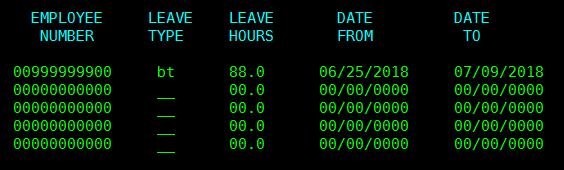 EMPLOYEE LEAVE LEAVE DATE DATE
NUMBER TYPE HOURS FROM TO
00999999900 bt 88.0 06/25/2018 07/09/2018
00000000000 __ 00.0 00/00/0000 00/00/0000
00000000000 __ 00.0 00/00/0000 00/00/0000
00000000000 __ 00.0 00/00/0000 00/00/0000
00000000000 __ 00.0 00/00/0000 00/00/0000